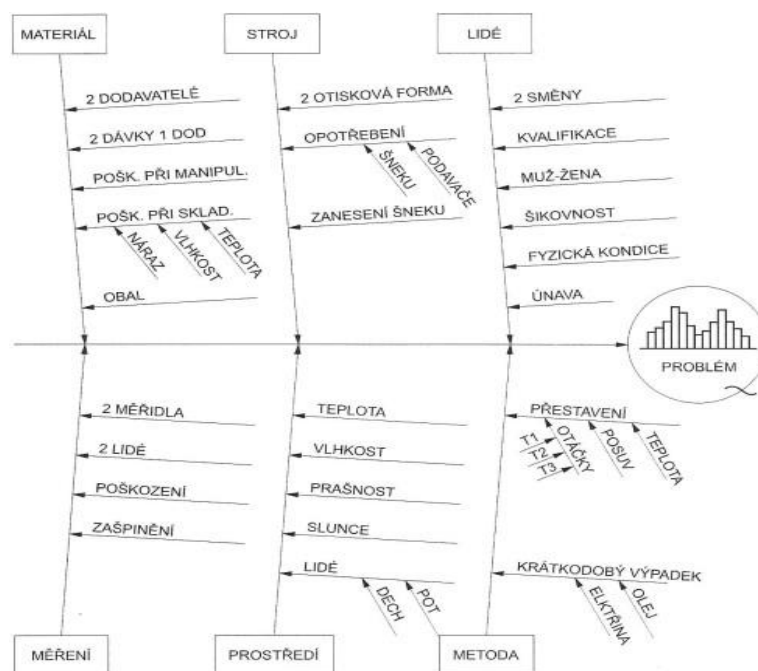 MATERIÁL
STROJ
LIDÉ
2 DODAVATELÉ
2 DÁVKY 1 DOD
POŠK. PŘI MANIPUL.
POŠK. PŘI SKLAD.
NÁRAZ
VLHKOST
TEPLOTA
OBAL
2 OTISKOVÁ FORMA
OPOTŘEBENÍ
ŠNEKU
PODAVAČE
ZANESENÍ ŠNEKU
2 SMĚNY
KVALIFIKACE
MUŽ-ŽENA
ŠIKOVNOST
FYZICKÁ KONDICE
ÚNAVA
PROBLÉM
2 MĚŘIDLA
2 LIDÉ
POŠKOZENÍ
ZAŠPINĚNÍ
TEPLOTA
VLHKOST
PRAŠNOST
SLUNCE
LIDÉ
DECH
POT
PŘESTAVENÍ
T1
T2
T3
OTÁČKY
POSUV
TEPLOTA
KRÁTKODOBÝ VÝPADEK
ELKTŘINA
OLEJ
MĚŘENÍ
PROSTŘEDÍ
METODA